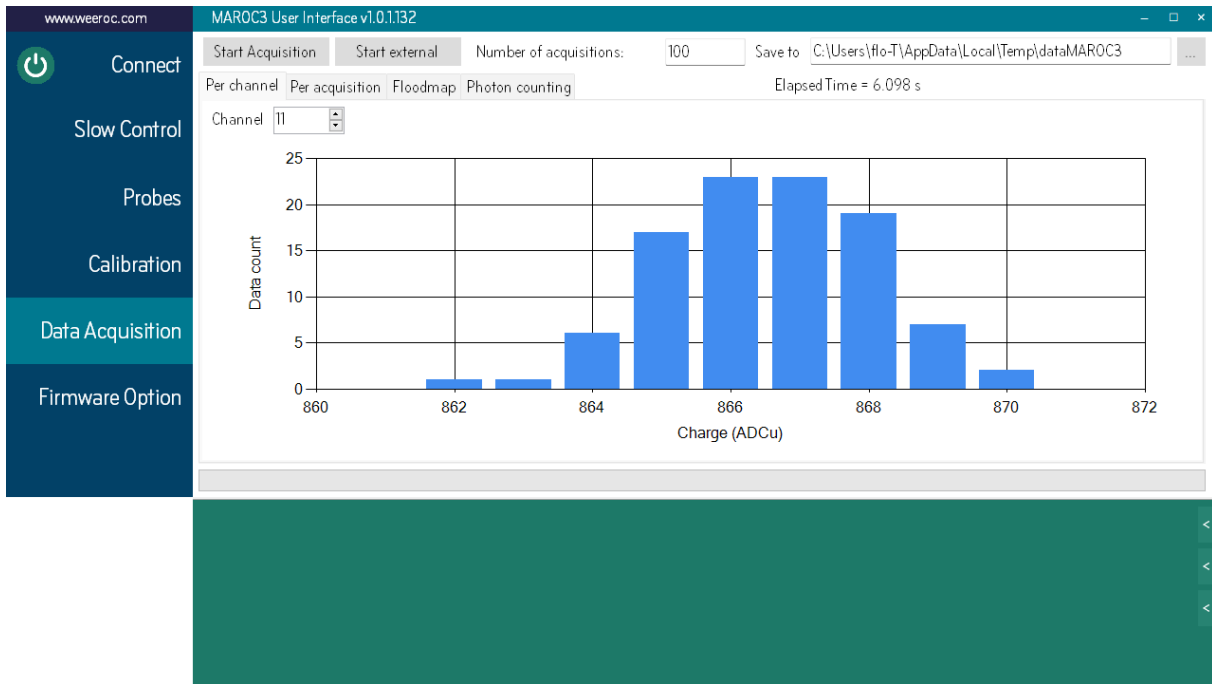 www.weeroc.com
MAROC3 User Interface v1.0.1.132
Connect
Slow Control
Probes
Calibration
Data Acquisition
Firmware Option
Start Acquisition Start external Number of acquisitions: 100 Save to C:\Users\flo-T\AppData\Local\Temp\dataMAROC3 ...
Per channel Per acquisition Floodmap Photon counting Elapsed Time = 6.098 s
Channel 11
Data count
25
20
15
10
5
0
860 862 864 866 868 870 872
Charge (ADCu)
<
<
<